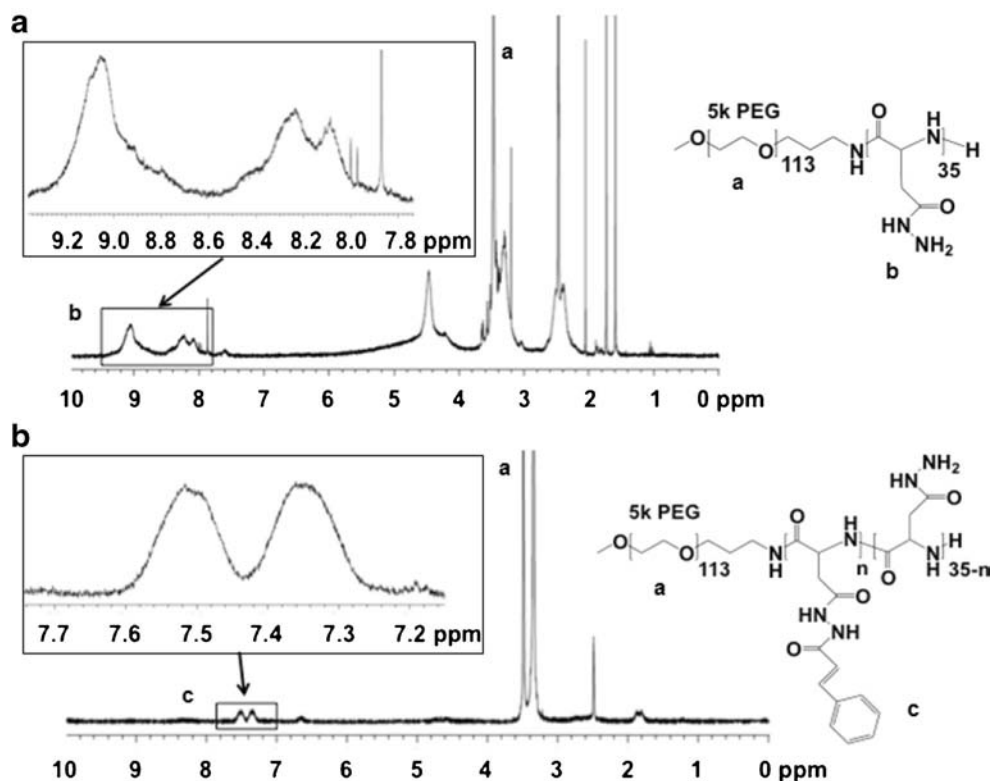 a
a
5k PEG
O
O
O
113
a
N
H
O
H
N
H
35
O
HN
NH2
b
9.2 9.0 8.8 8.6 8.4 8.2 8.0 7.8 ppm
b
10 9 8 7 6 5 4 3 2 1 0 ppm
b
a
5k PEG
O
O
113
a
N
H
O
H
N
n
O
N
H
H
35-n
HN
NH2
O
O
HN
NH
O
c
7.7 7.6 7.5 7.4 7.3 7.2 ppm
c
10 9 8 7 6 5 4 3 2 1 0 ppm